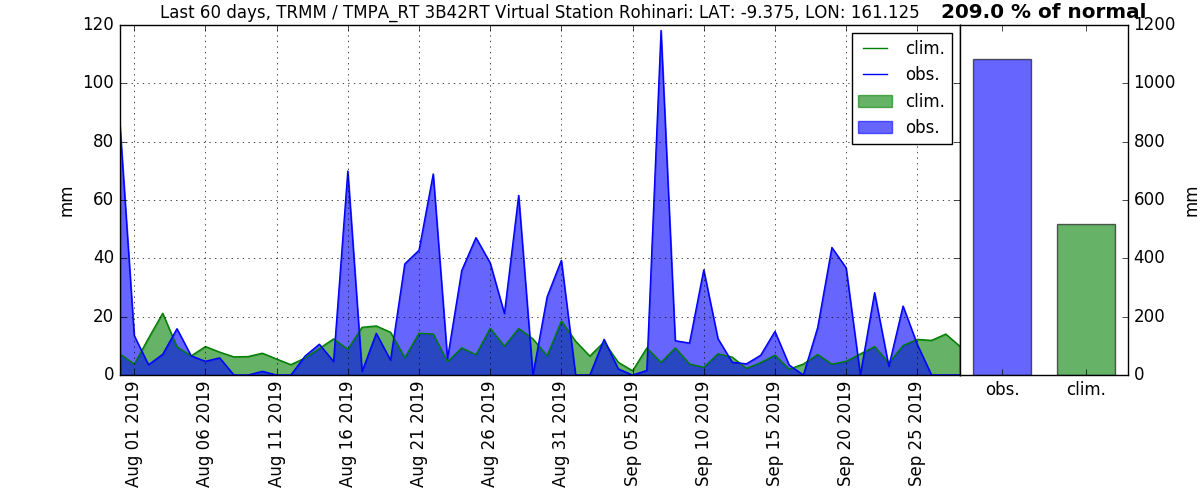 Last 60 days, TRMM / TMPA_RT 3B42RT Virtual Station Rohinari: LAT: -9.375, LON: 161.125
209.0 % of normal
mm
120
100
80
60
40
20
0
clim.
obs.
clim.
obs.
Aug 01 2019
Aug 06 2019
Aug 11 2019
Aug 16 2019
Aug 21 2019
Aug 26 2019
Aug 31 2019
Sep 05 2019
Sep 10 2019
Sep 15 2019
Sep 20 2019
Sep 25 2019
1200
1000
800
600
400
200
0
mm
obs.
clim.